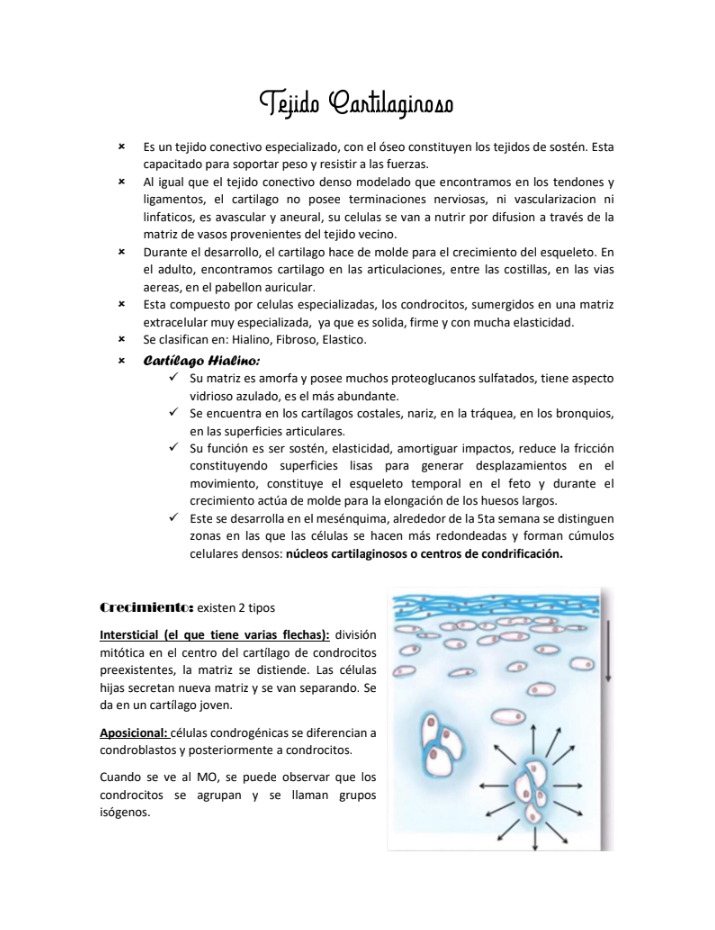 Tejido Cartilaginoso
× Es un tejido conectivo especializado, con el óseo constituyen los tejidos de sostén. Esta
capacitado para soportar peso y resistir a las fuerzas.
× Al igual que el tejido conectivo denso modelado que encontramos en los tendones y
ligamentos, el cartilago no posee terminaciones nerviosas, ni vascularizacion ni
linfaticos, es avascular y aneural, su celulas se van a nutrir por difusion a través de la
matriz de vasos provenientes del tejido vecino.
× Durante el desarrollo, el cartilago hace de molde para el crecimiento del esqueleto. En
el adulto, encontramos cartilago en las articulaciones, entre las costillas, en las vias
aereas, en el pabellon auricular.
× Esta compuesto por celulas especializadas, los condrocitos, sumergidos en una matriz
extracelular muy especializada, ya que es solida, firme y con mucha elasticidad.
× Se clasifican en: Hialino, Fibroso, Elastico.
× Cartílago Hialino:
✓ Su matriz es amorfa y posee muchos proteoglucanos sulfatados, tiene aspecto
vidrioso azulado, es el más abundante.
✓ Se encuentra en los cartílagos costales, nariz, en la tráquea, en los bronquios,
en las superficies articulares.
✓ Su función es ser sostén, elasticidad, amortiguar impactos, reduce la fricción
constituyendo superficies lisas para generar desplazamientos en el
movimiento, constituye el esqueleto temporal en el feto y durante el
crecimiento actúa de molde para la elongación de los huesos largos.
✓ Este se desarrolla en el mesénquima, alrededor de la 5ta semana se distinguen
zonas en las que las células se hacen más redondeadas y forman cúmulos
celulares densos: núcleos cartilaginosos o centros de condrificación.
Crecimiento: existen 2 tipos
Intersticial (el que tiene varias flechas): división
mitótica en el centro del cartílago de condrocitos
preexistentes, la matriz se distiende. Las células
hijas secretan nueva matriz y se van separando. Se
da en un cartílago joven.
Aposicional: células condrogénicas se diferencian a
condroblastos y posteriormente a condrocitos.
Cuando se ve al MO, se puede observar que los
condrocitos se agrupan y se llaman grupos
isógenos.